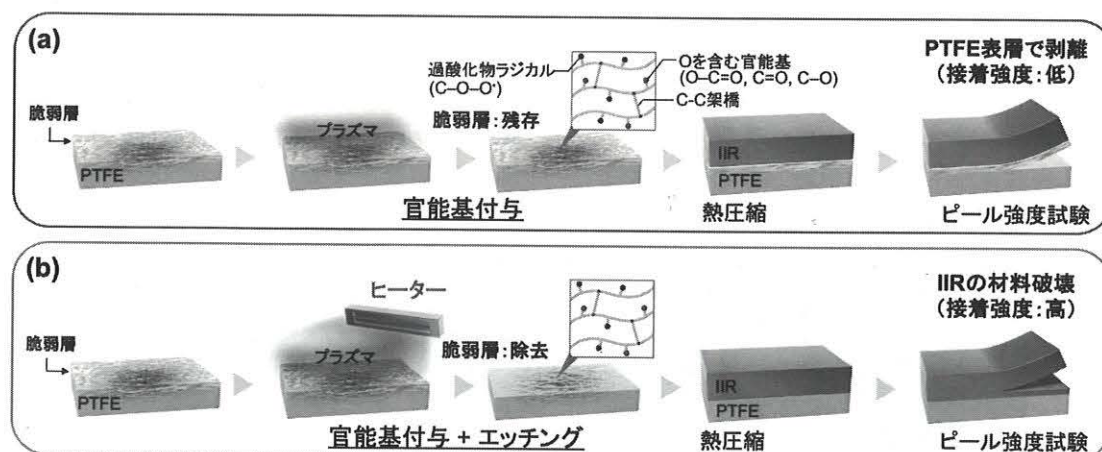 (a)
脆弱層
PTFE
プラズマ
官能基付与
過酸化物ラジカル
(C–O–O•)
脆弱層：残存
Oを含む官能基
(O–C=O, C=O, C–O)
C-C架橋
IIR
PTFE
熱圧縮
PTFE表層で剥離
(接着強度：低)
ピール強度試験
(b)
脆弱層
PTFE
ヒーター
プラズマ
官能基付与 + エッチング
脆弱層：除去
IIR
PTFE
熱圧縮
IIRの材料破壊
(接着強度：高)
ピール強度試験